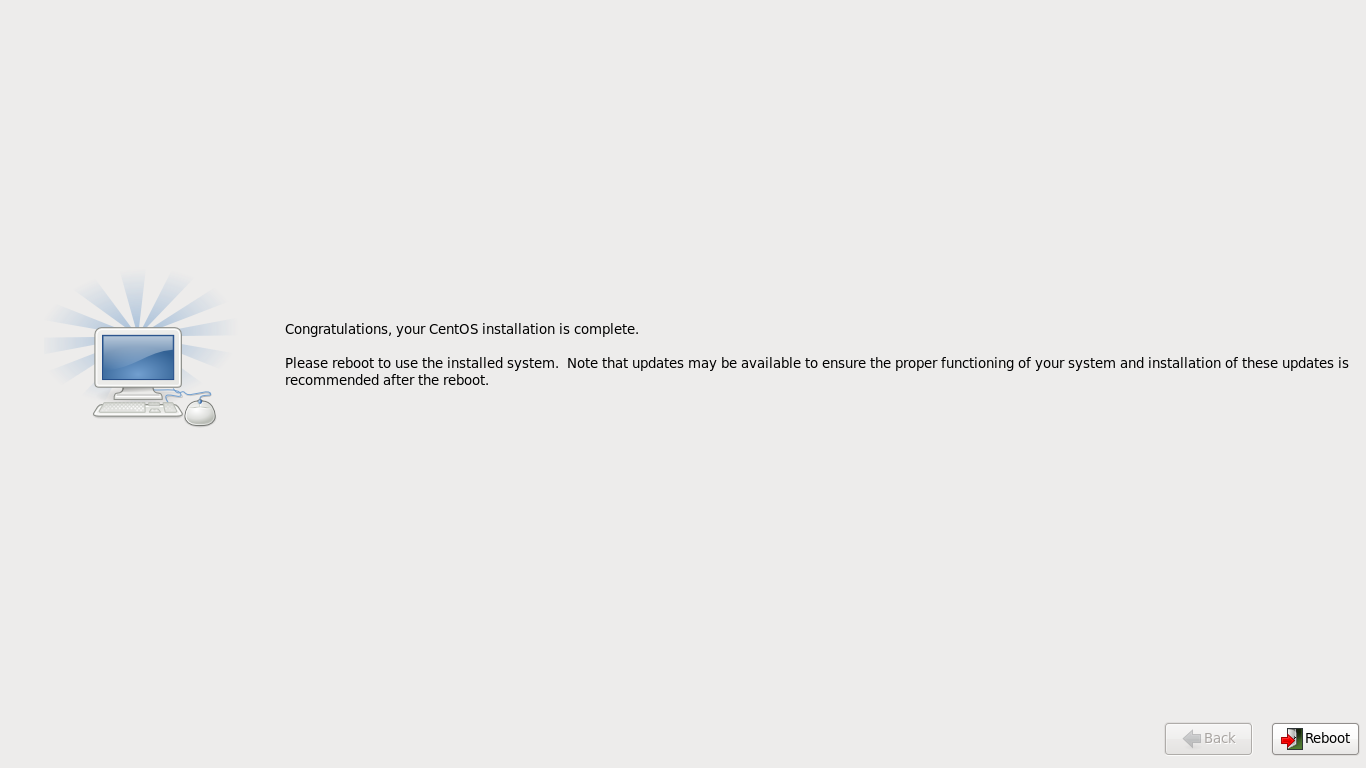 Congratulations, your CentOS installation is complete.
Please reboot to use the installed system.  Note that updates may be available to ensure the proper functioning of your system and installation of these updates is
recommended after the reboot.
Back
Reboot